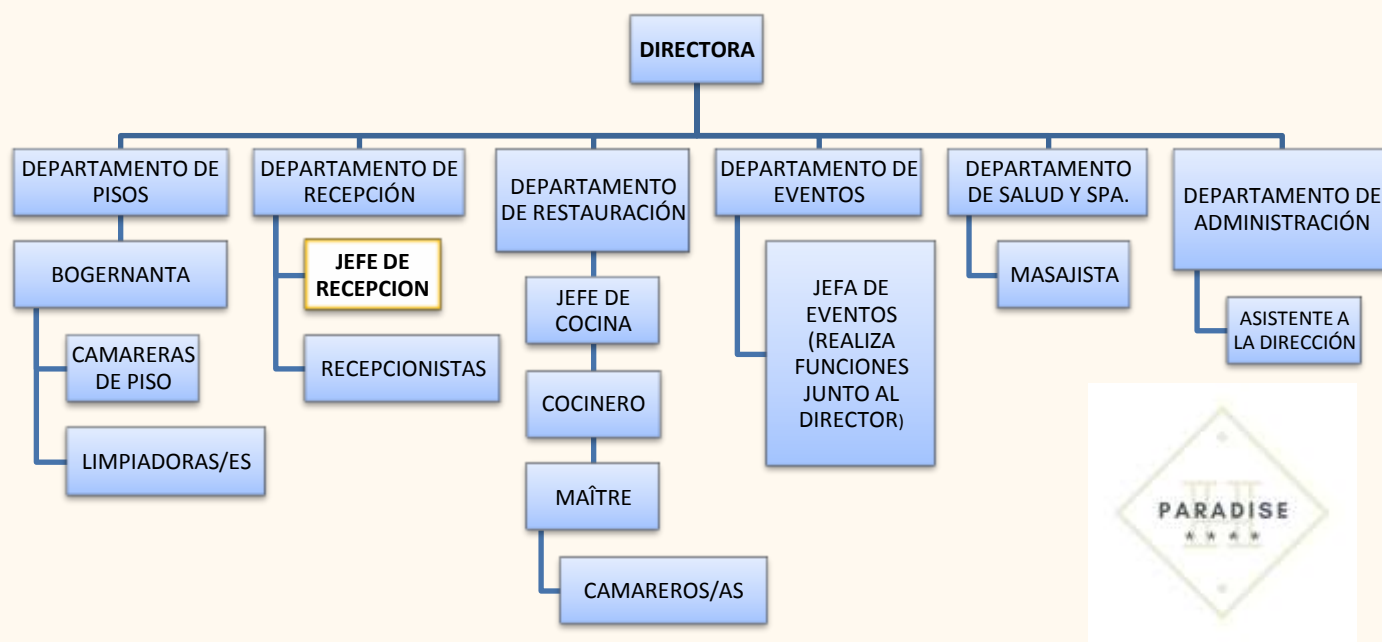 DIRECTORA
DEPARTAMENTO DE
PISOS
BOGERNANTA
CAMARERAS
DE PISO
LIMPIADORAS/ES
DEPARTAMENTO DE
RECEPCIÓN
JEFE DE
RECEPCION
RECEPCIONISTAS
DEPARTAMENTO
DE RESTAURACIÓN
JEFE DE
COCINA
COCINERO
MAÎTRE
CAMAREROS/AS
DEPARTAMENTO DE
EVENTOS
JEFA DE
EVENTOS
(REALIZA
FUNCIONES
JUNTO AL
DIRECTOR)
DEPARTAMENTO
DE SALUD Y SPA.
MASAJISTA
DEPARTAMENTO DE
ADMINISTRACIÓN
ASISTENTE A
LA DIRECCIÓN
PARADISE